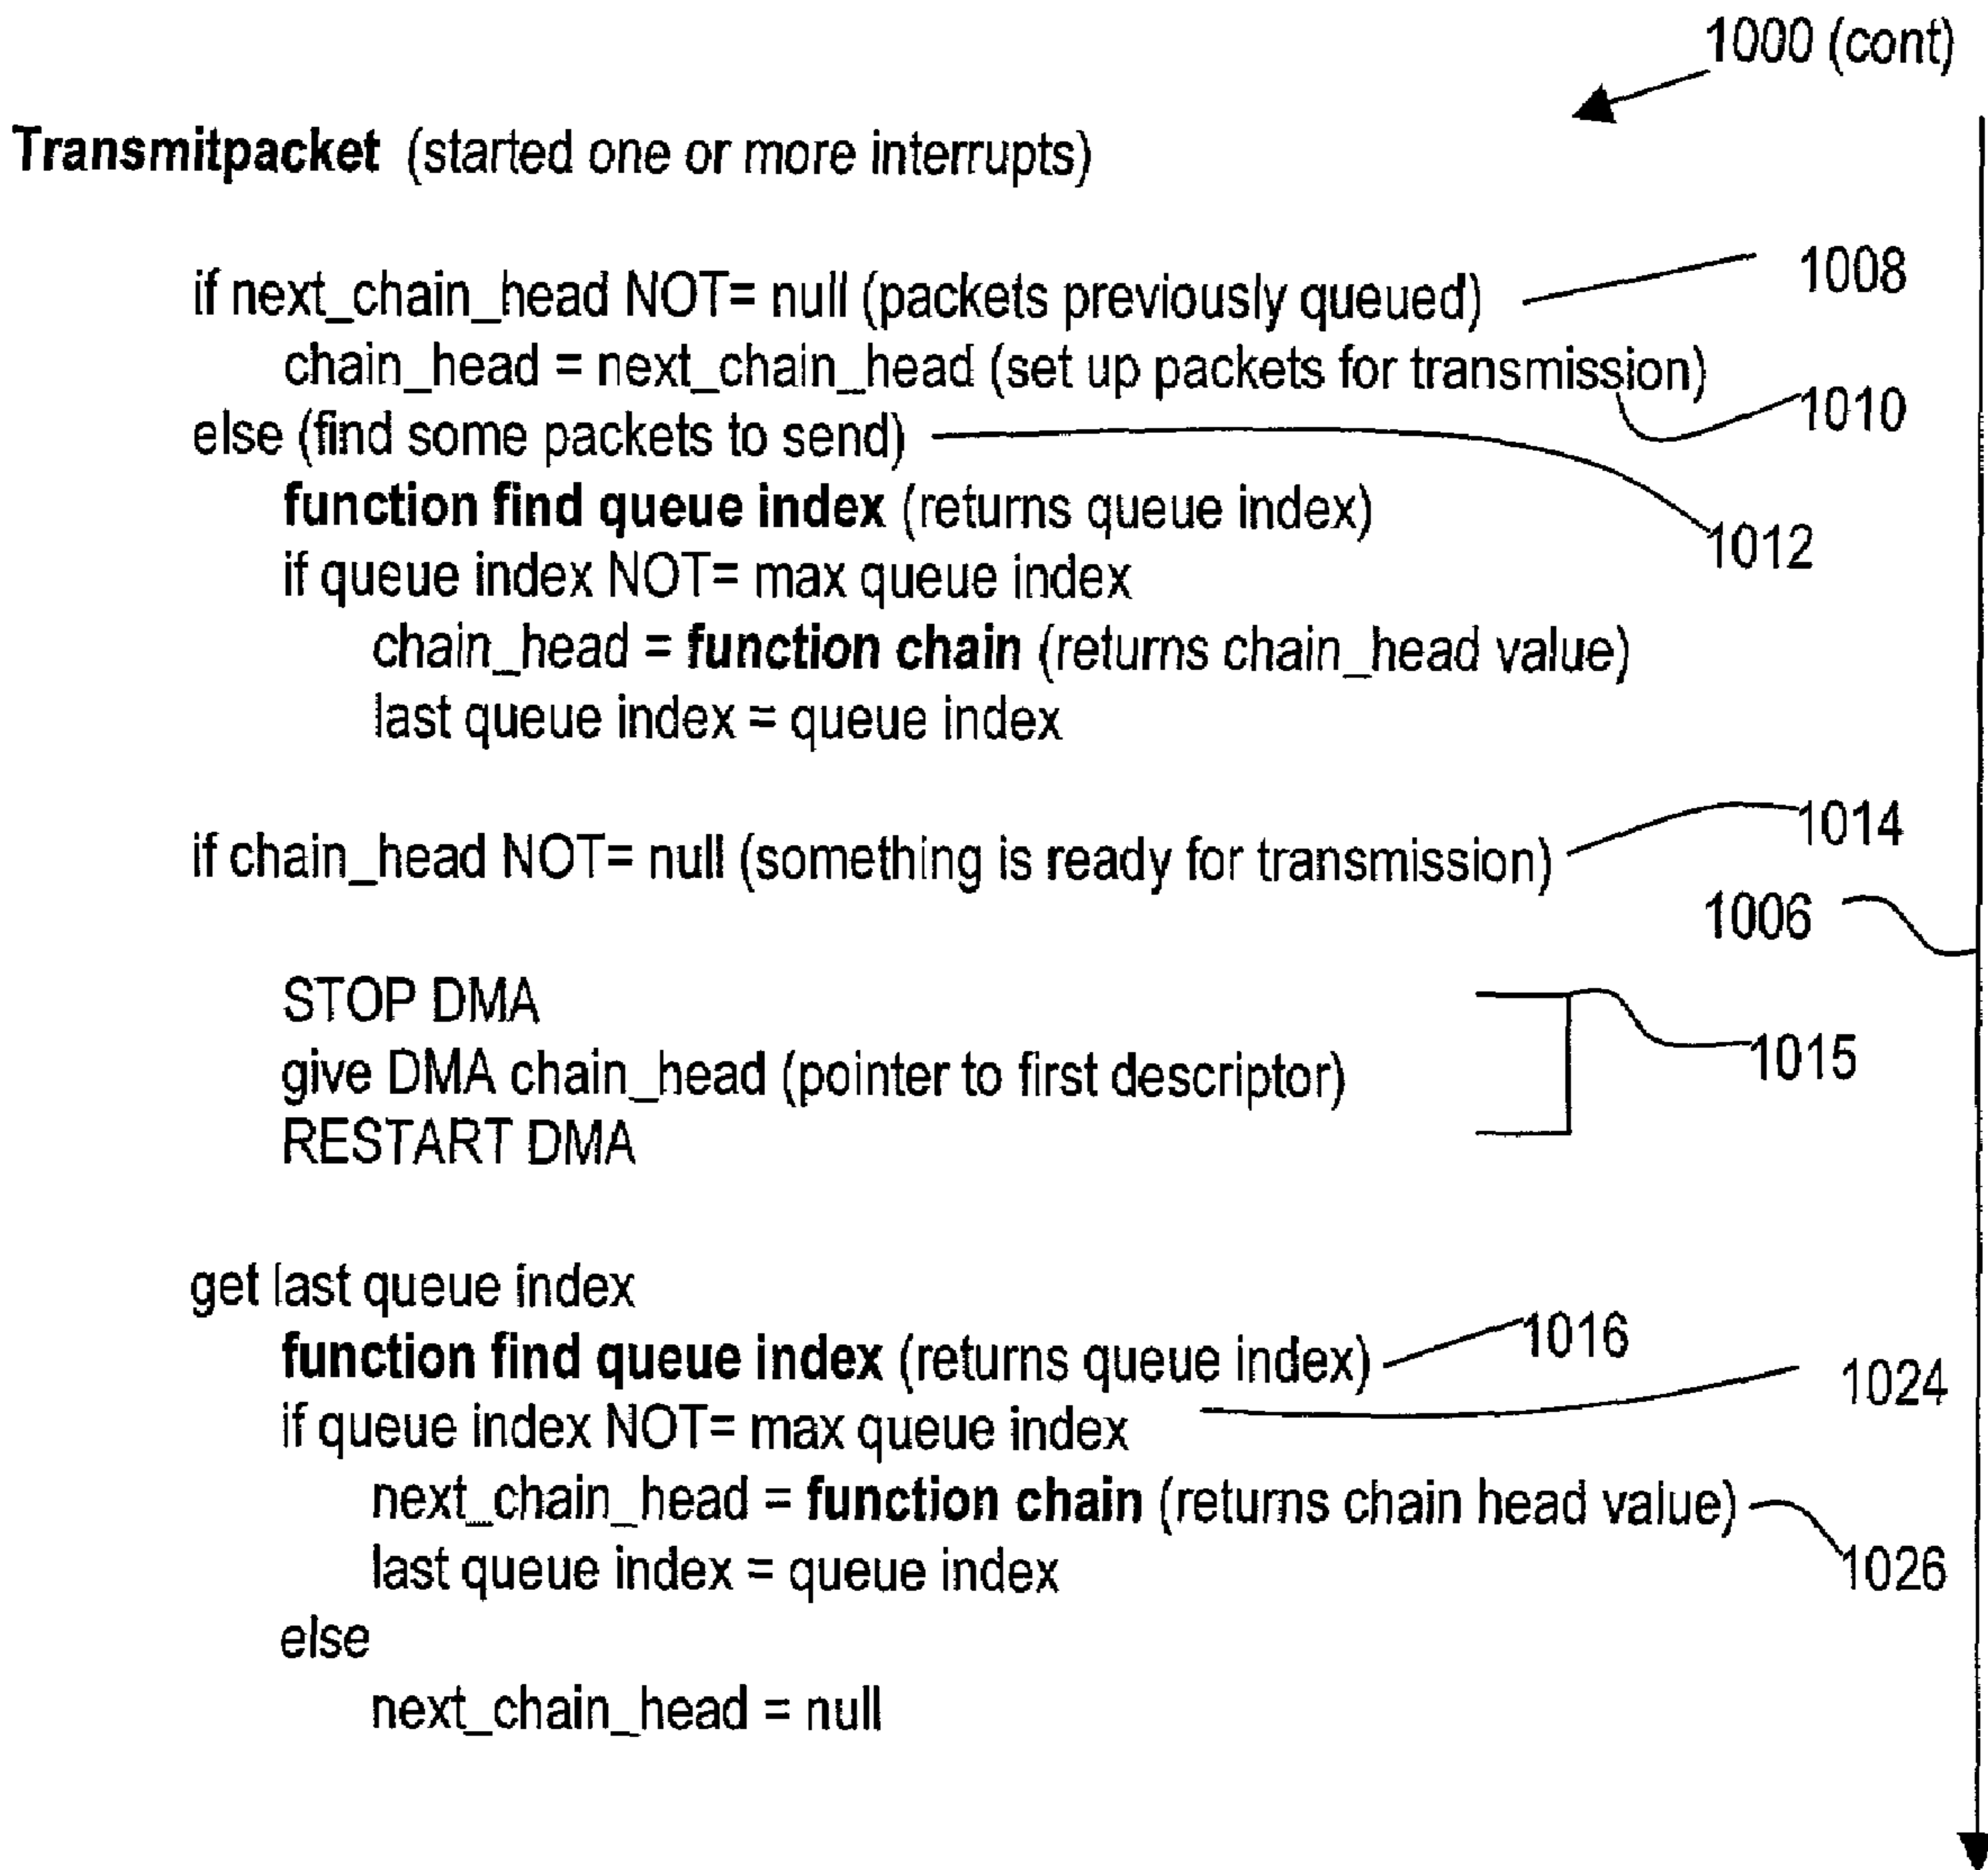 1000 (cont)
Transmitpacket (started one or more interrupts)
if next_chain_head NOT= null (packets previously queued) 1008
chain_head = next_chain_head (set up packets for transmission)
1010
else (find some packets to send)
function find queue index (returns queue index)
1012
if queue index NOT= max queue index
chain_head = function chain (returns chain_head value)
last queue index = queue index
1014
if chain_head NOT= null (something is ready for transmission)
1006
STOP DMA
give DMA chain_head (pointer to first descriptor) 1015
RESTART DMA
get last queue index
function find queue index (returns queue index) 1016
1024
if queue index NOT= max queue index
next_chain_head = function chain (returns chain head value)
1026
last queue index = queue index
else
next_chain_head = null